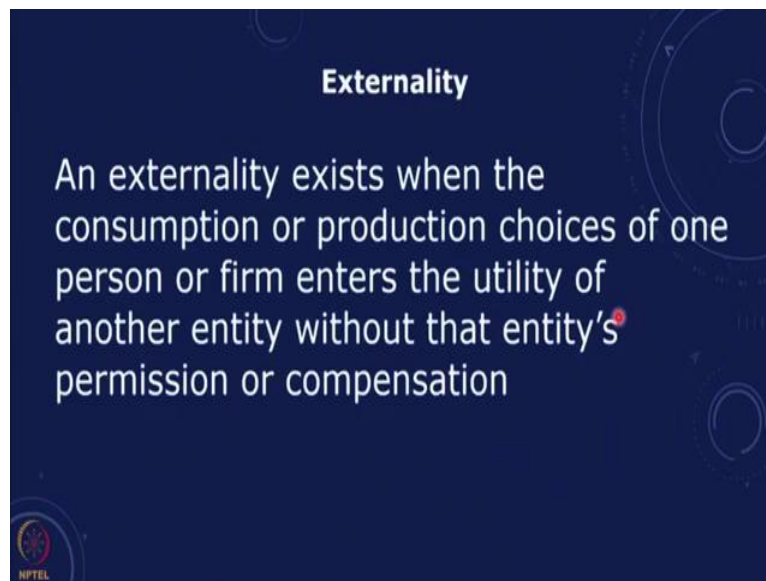 Externality
An externality exists when the
consumption or production choices of one
person or firm enters the utility of
another entity without that entity’s
permission or compensation
NPTEL